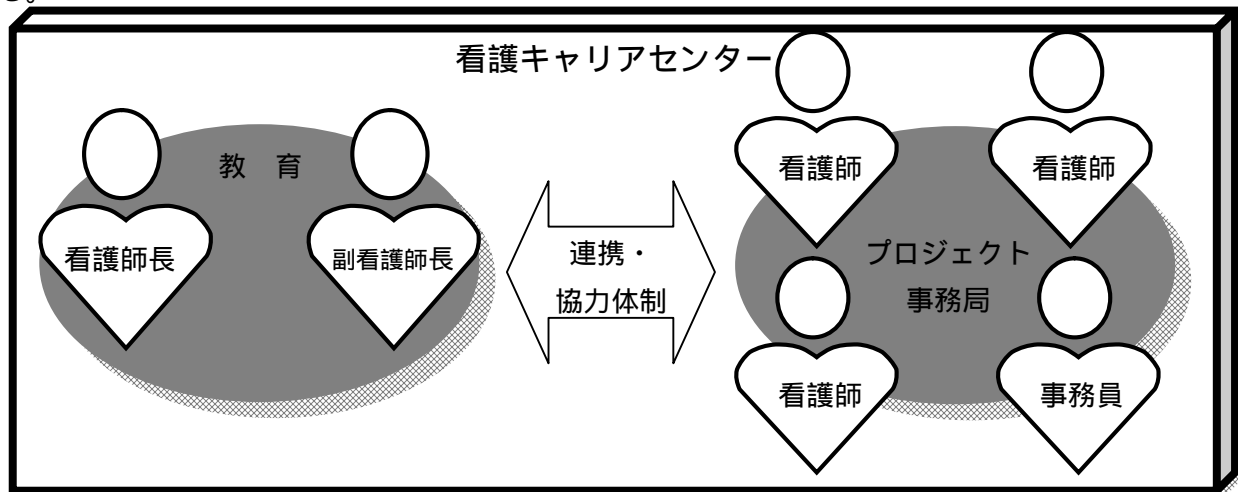 る。
看護キャリアセンター
教 育
看護師長
副看護師長
連携・
協力体制
看護師
看護師
プロジェクト
事務局
看護師
事務員